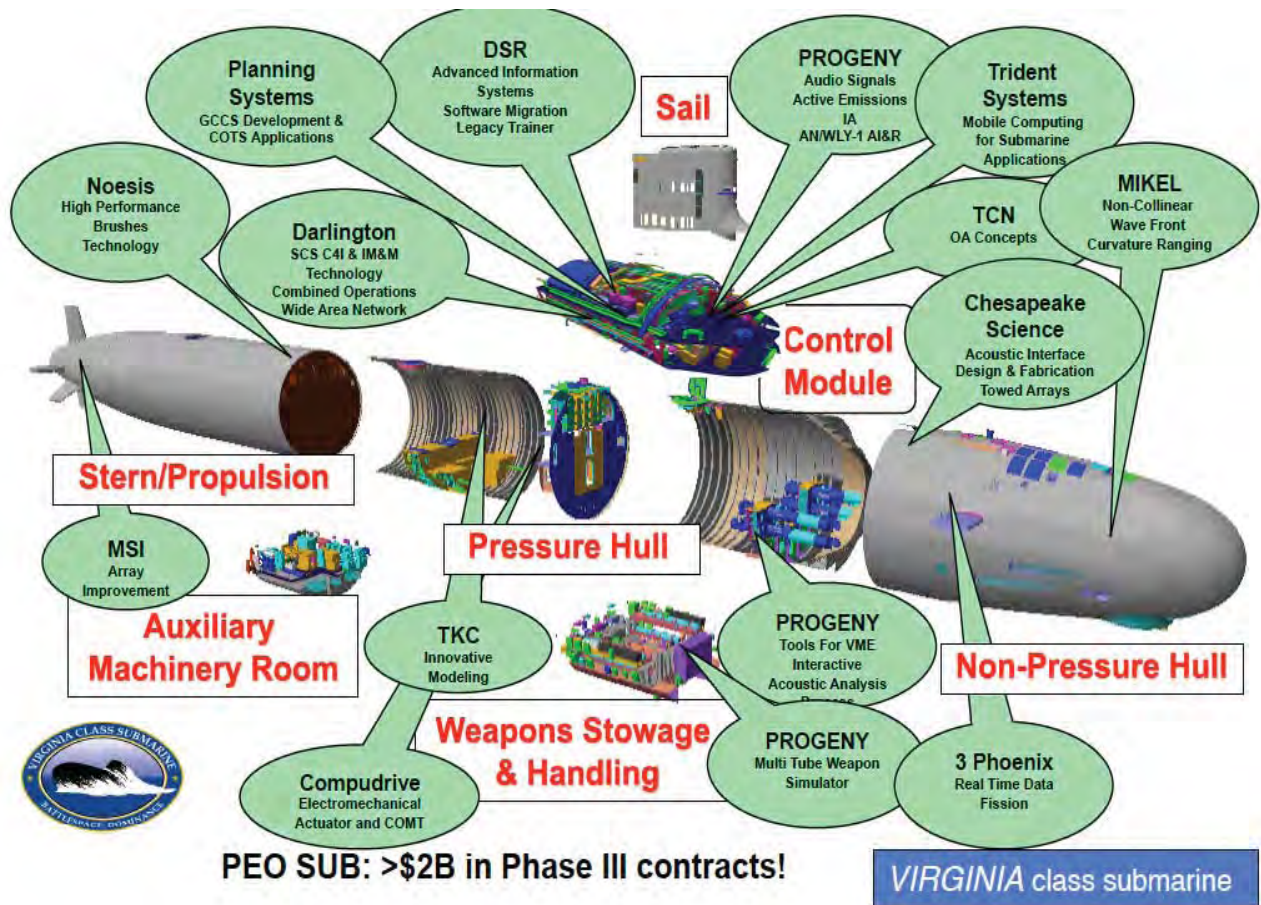 Planning
Systems
GCCS Development &
COTS Applications
DSR
Advanced Information
Systems
Software Migration
Legacy Trainer
Sail
PROGENY
Audio Signals
Active Emissions
IA
AN/WLY-1 AI&R
Trident
Systems
Mobile Computing
for Submarine
Applications
Noesis
High Performance
Brushes
Technology
Darlington
SCS C4I & IM&M
Technology
Combined Operations
Wide Area Network
TCN
OA Concepts
MIKEL
Non-Collinear
Wave Front
Curvature Ranging
Control
Module
Chesapeake
Science
Acoustic Interface
Design & Fabrication
Towed Arrays
Stern/Propulsion
Pressure Hull
MSI
Array
Improvement
Auxiliary
Machinery Room
TKC
Innovative
Modeling
PROGENY
Tools For VME
Interactive
Acoustic Analysis
Non-Pressure Hull
Weapons Stowage
& Handling
PROGENY
Multi Tube Weapon
Simulator
3 Phoenix
Real Time Data
Fission
Compudrive
Electromechanical
Actuator and COMT
VIRGINIA CLASS SUBMARINE
BATTLESPACE DOMINANCE
PEO SUB: >$2B in Phase III contracts!
VIRGINIA class submarine